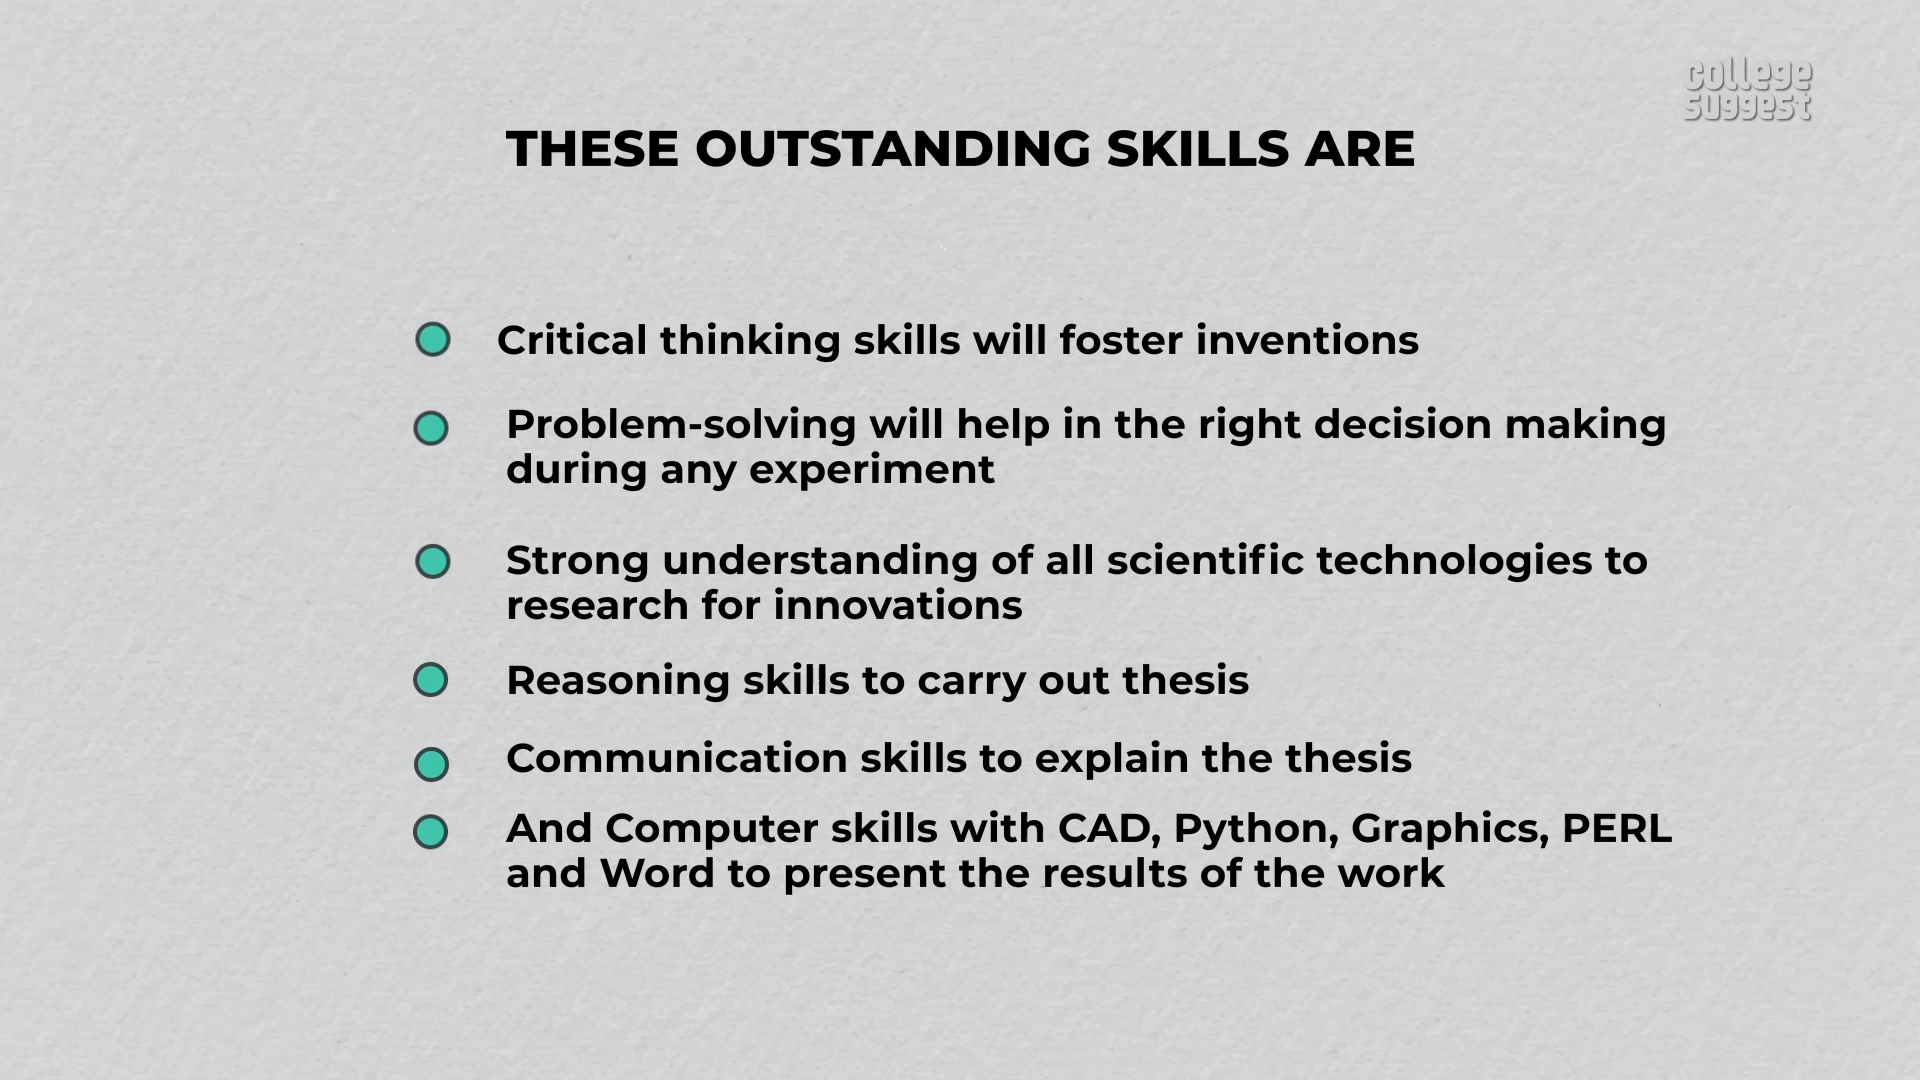 college
suggest
THESE OUTSTANDING SKILLS ARE
Critical thinking skills will foster inventions
Problem-solving will help in the right decision making
during any experiment
Strong understanding of all scientific technologies to
research for innovations
Reasoning skills to carry out thesis
Communication skills to explain the thesis
And Computer skills with CAD, Python, Graphics, PERL
and Word to present the results of the work